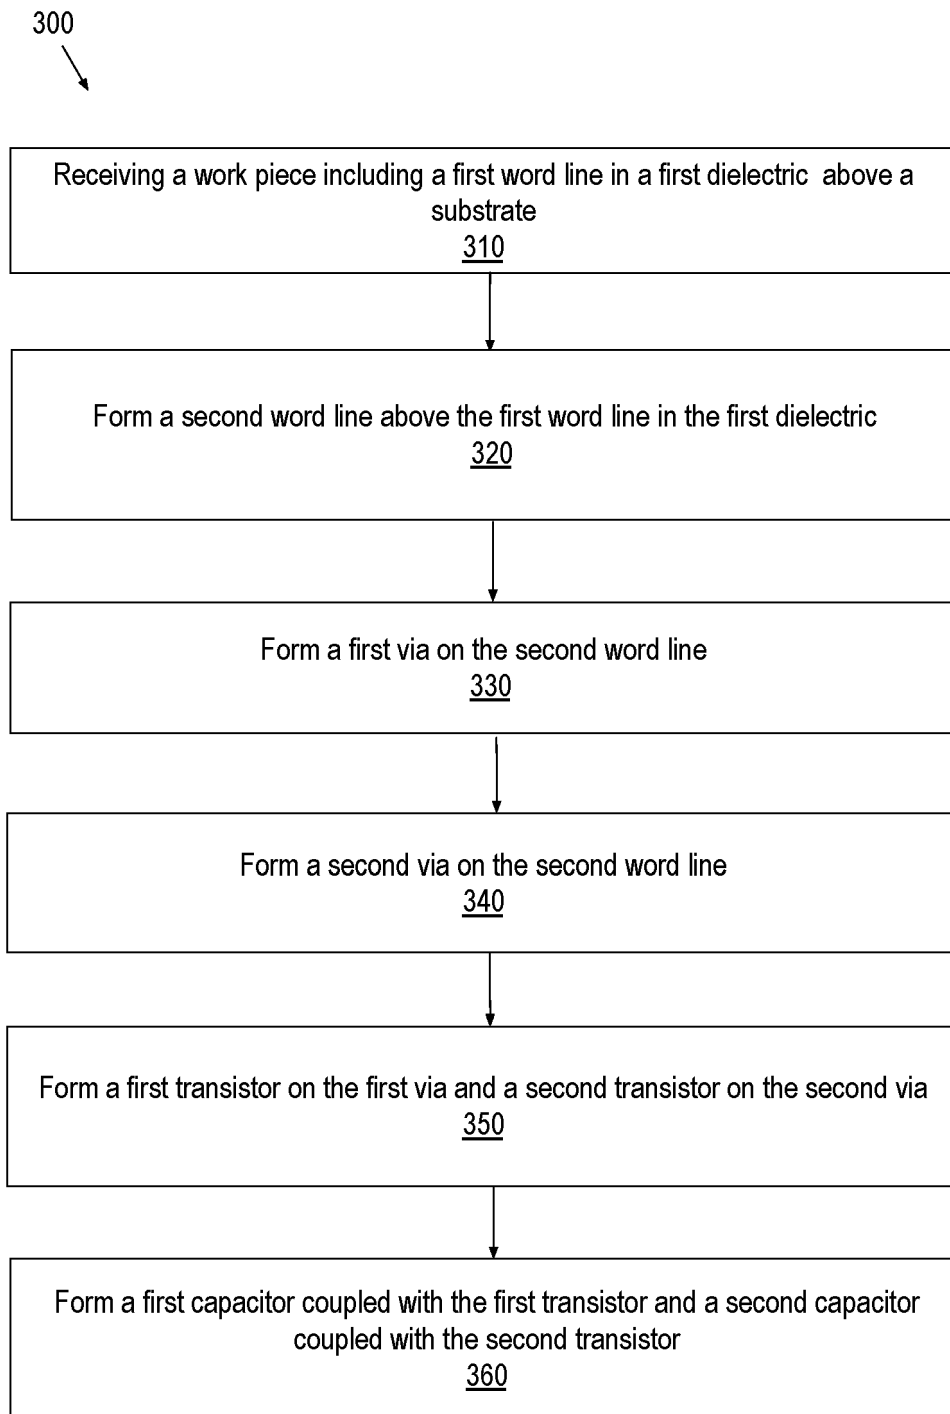 300
Receiving a work piece including a first word line in a first dielectric above a
substrate
310
Form a second word line above the first word line in the first dielectric
320
Form a first via on the second word line
330
Form a second via on the second word line
340
Form a first transistor on the first via and a second transistor on the second via
350
Form a first capacitor coupled with the first transistor and a second capacitor
coupled with the second transistor
360